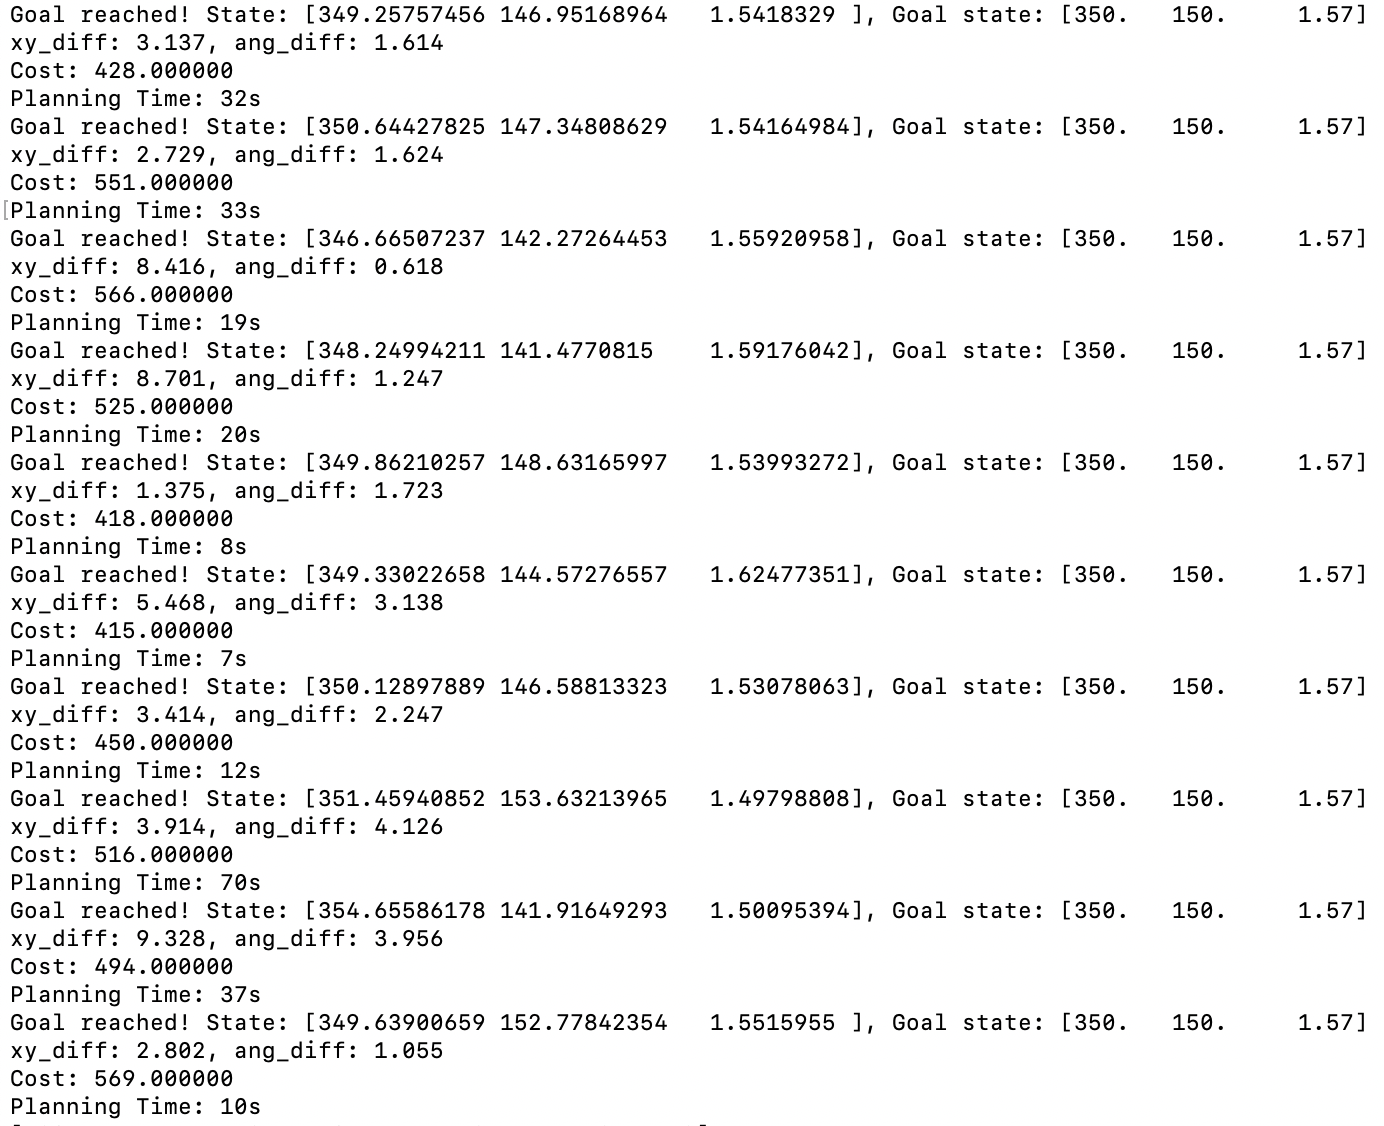 Goal reached! State: [349.25757456 146.95168964   1.5418329 ], Goal state: [350.   150.     1.57]
xy_diff: 3.137, ang_diff: 1.614
Cost: 428.000000
Planning Time: 32s
Goal reached! State: [350.64427825 147.34808629   1.54164984], Goal state: [350.   150.     1.57]
xy_diff: 2.729, ang_diff: 1.624
Cost: 551.000000
[Planning Time: 33s
Goal reached! State: [346.66507237 142.27264453   1.55920958], Goal state: [350.   150.     1.57]
xy_diff: 8.416, ang_diff: 0.618
Cost: 566.000000
Planning Time: 19s
Goal reached! State: [348.24994211 141.4770815    1.59176042], Goal state: [350.   150.     1.57]
xy_diff: 8.701, ang_diff: 1.247
Cost: 525.000000
Planning Time: 20s
Goal reached! State: [349.86210257 148.63165997   1.53993272], Goal state: [350.   150.     1.57]
xy_diff: 1.375, ang_diff: 1.723
Cost: 418.000000
Planning Time: 8s
Goal reached! State: [349.33022658 144.57276557   1.62477351], Goal state: [350.   150.     1.57]
xy_diff: 5.468, ang_diff: 3.138
Cost: 415.000000
Planning Time: 7s
Goal reached! State: [350.12897889 146.58813323   1.53078063], Goal state: [350.   150.     1.57]
xy_diff: 3.414, ang_diff: 2.247
Cost: 450.000000
Planning Time: 12s
Goal reached! State: [351.45940852 153.63213965   1.49798808], Goal state: [350.   150.     1.57]
xy_diff: 3.914, ang_diff: 4.126
Cost: 516.000000
Planning Time: 70s
Goal reached! State: [354.65586178 141.91649293   1.50095394], Goal state: [350.   150.     1.57]
xy_diff: 9.328, ang_diff: 3.956
Cost: 494.000000
Planning Time: 37s
Goal reached! State: [349.63900659 152.77842354   1.5515955 ], Goal state: [350.   150.     1.57]
xy_diff: 2.802, ang_diff: 1.055
Cost: 569.000000
Planning Time: 10s